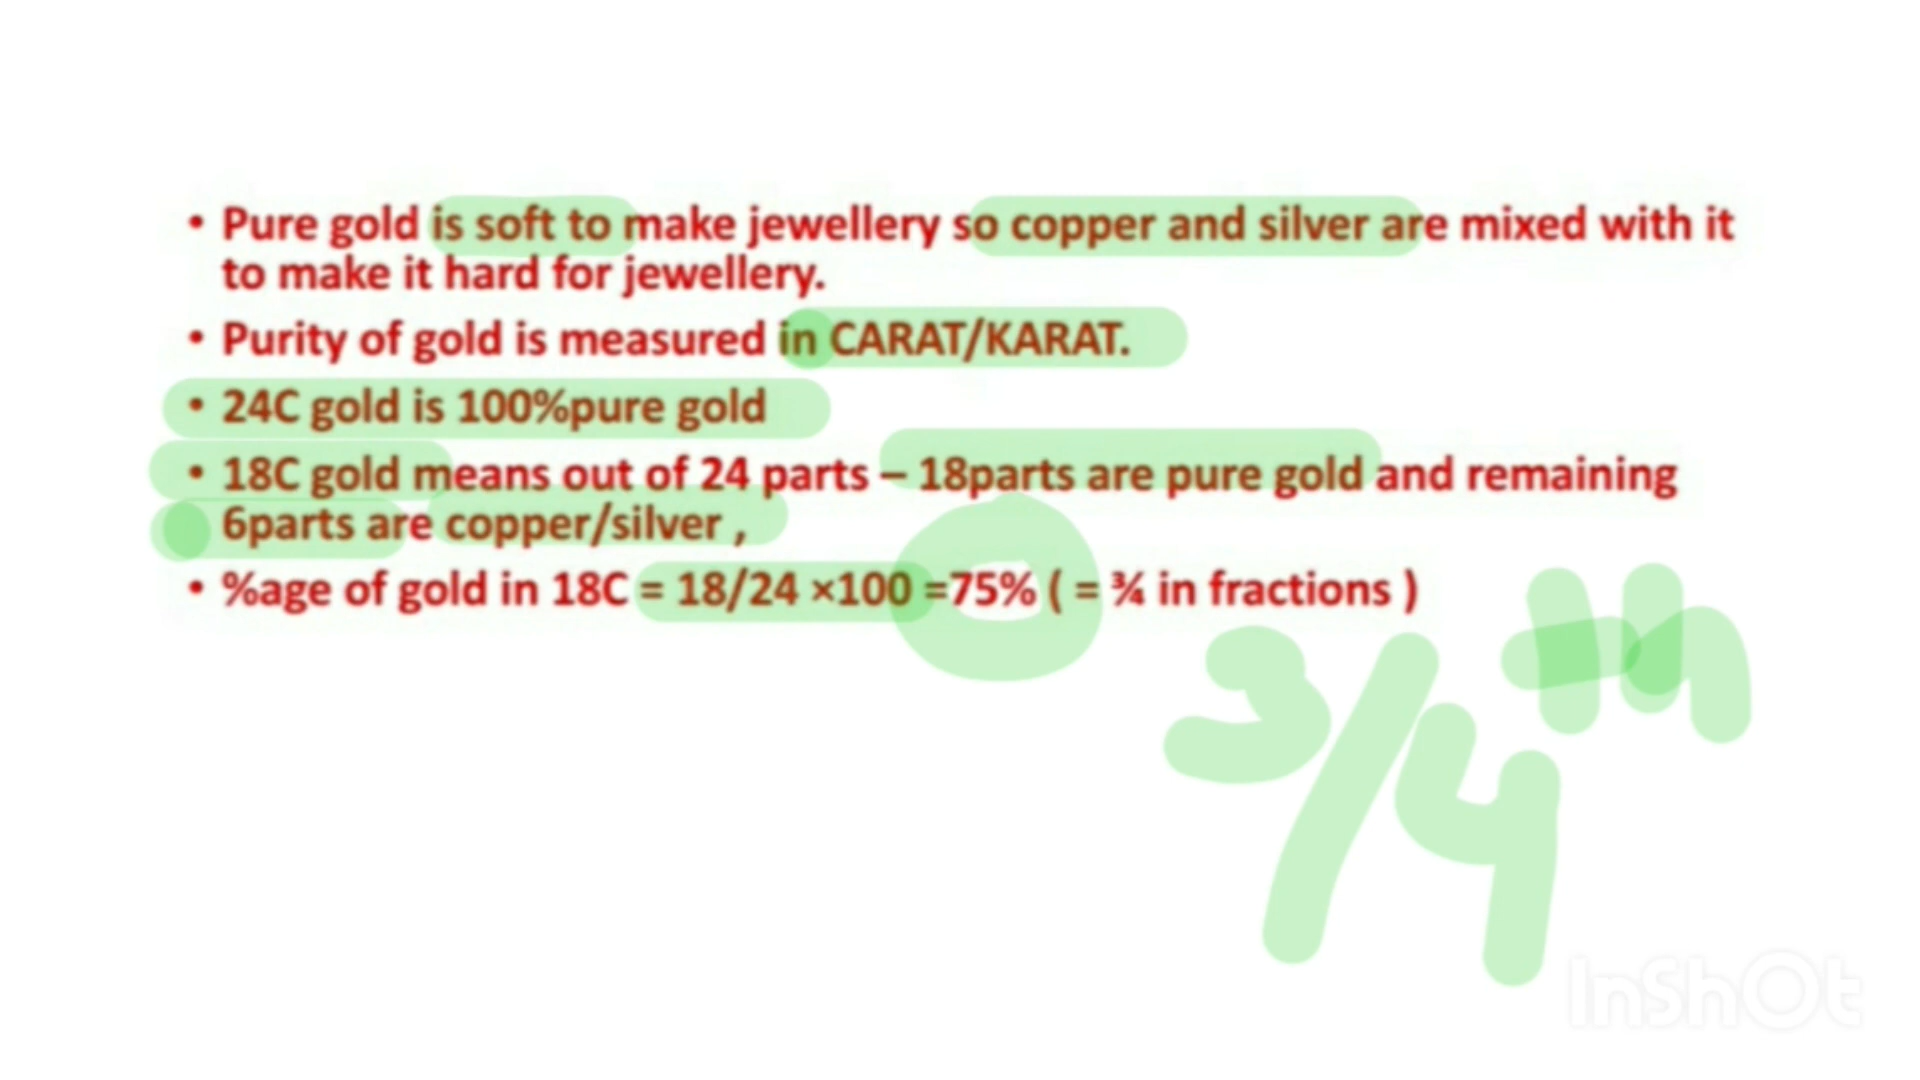 • Pure gold is soft to make jewellery so copper and silver are mixed with it
to make it hard for jewellery.
• Purity of gold is measured in CARAT/KARAT.
• 24C gold is 100%pure gold
• 18C gold means out of 24 parts – 18parts are pure gold and remaining
6parts are copper/silver ,
• %age of gold in 18C = 18/24 ×100 =75% ( = ¾ in fractions )
3/4th
InShOt